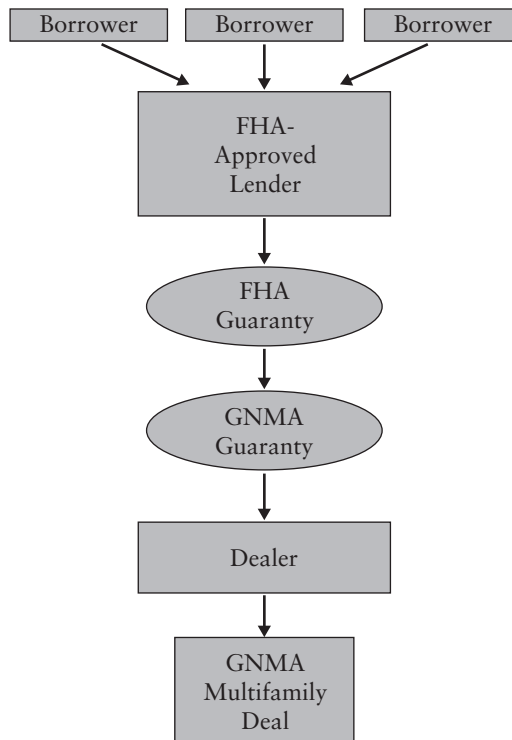 Borrower
Borrower
Borrower
FHA-
Approved
Lender
FHA
Guaranty
GNMA
Guaranty
Dealer
GNMA
Multifamily
Deal